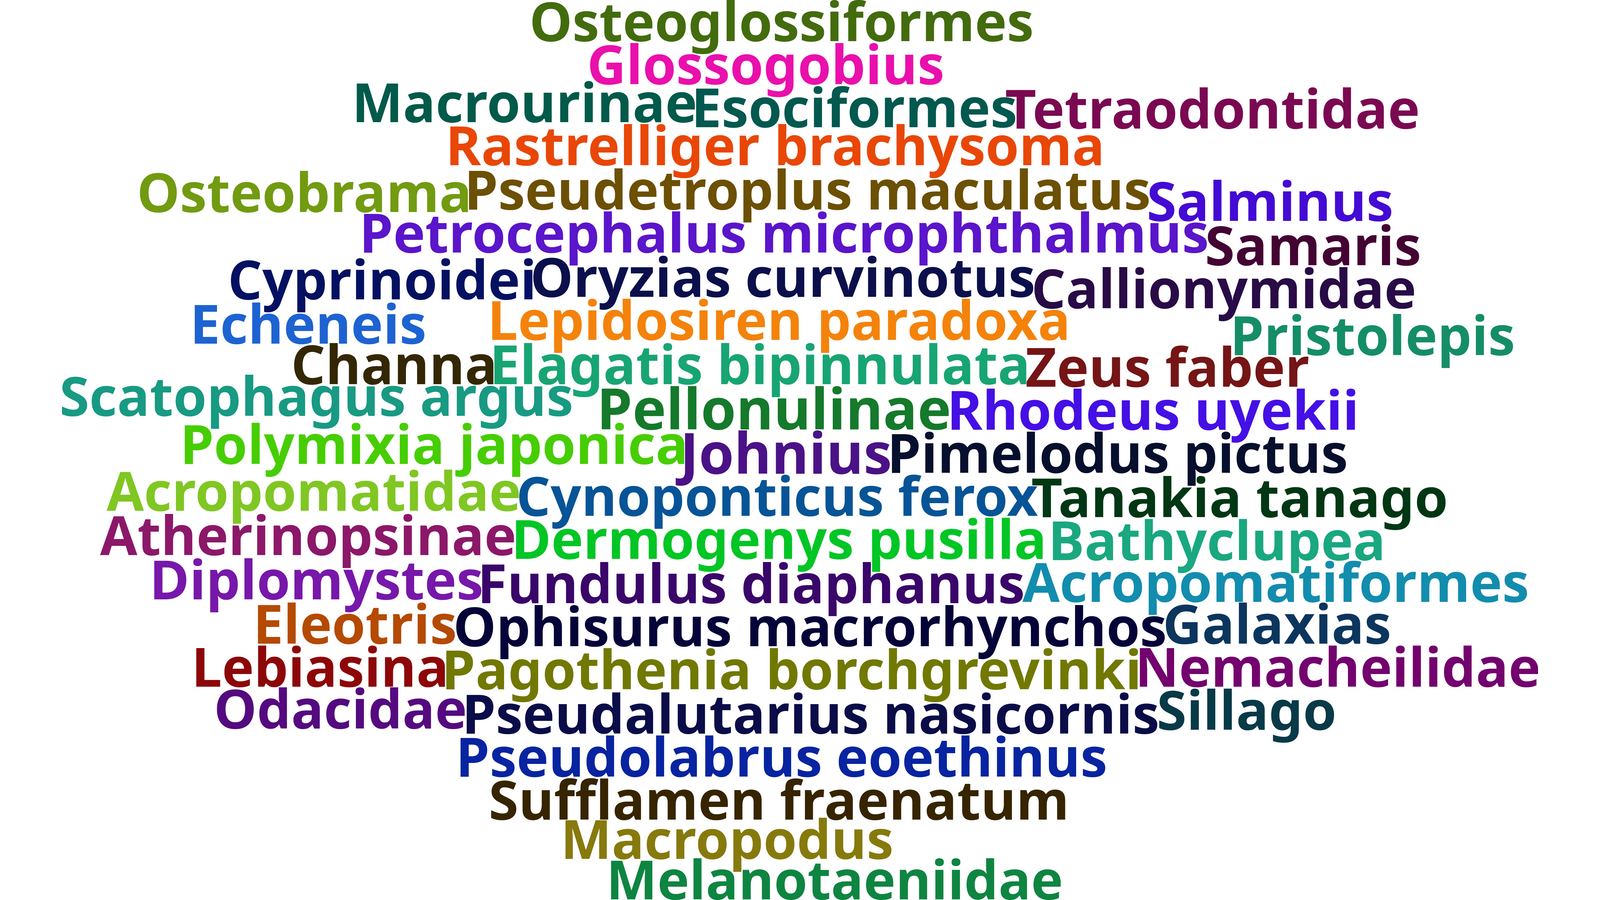 Osteoglossiformes
Glossogobius
Macrourinae Esociformes Tetraodontidae
Rastrelliger brachysoma
Osteobrama Pseudetroplus maculatus Salminus
Petrocephalus microphthalmus Samaris
Cyprinoidei Oryzias curvinotus Callionymidae
Echeneis Lepidosiren paradoxa Pristolepis
Channa Elagatis bipinnulata Zeus faber
Scatophagus argus Pellonulinae Rhodeus uyekii
Polymixia japonica Johnius Pimelodus pictus
Acropomatidae Cynoponticus ferox Tanakia tanago
Atherinopsinae Dermogenys pusilla Bathyclupea
Diplomystes Fundulus diaphanus Acropomatiformes
Eleotris Ophisurus macrorhynchos Galaxias
Lebiasina Pagothenia borchgrevinki Nemacheilidae
Odacidae Pseudalutarius nasicornis Sillago
Pseudolabrus eoethinus
Sufflamen fraenatum
Macropodus
Melanotaeniidae